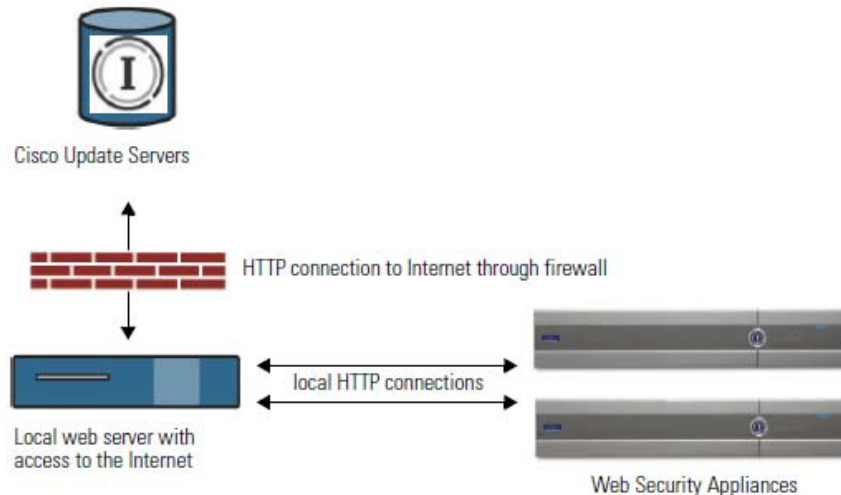 I
Cisco Update Servers
HTTP connection to Internet through firewall
local HTTP connections
Local web server with
access to the Internet
Web Security Appliances